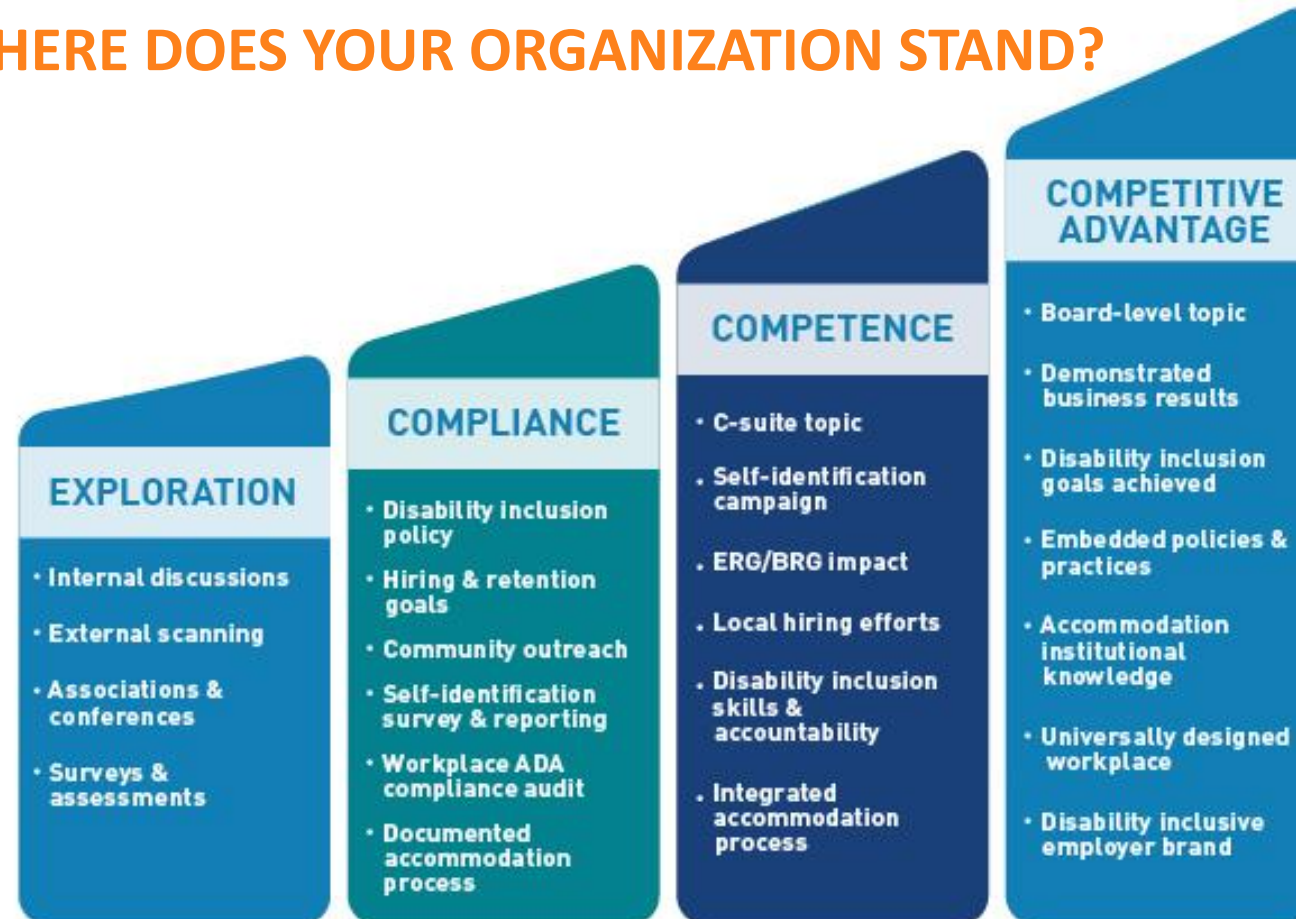 HERE DOES YOUR ORGANIZATION STAND?
EXPLORATION
• Internal discussions
• External scanning
• Associations &
conferences
• Surveys &
assessments
COMPLIANCE
• Disability inclusion
policy
• Hiring & retention
goals
• Community outreach
• Self-identification
survey & reporting
• Workplace ADA
compliance audit
• Documented
accommodation
process
COMPETENCE
• C-suite topic
• Self-identification
campaign
• ERG/BRG impact
• Local hiring efforts
• Disability inclusion
skills &
accountability
• Integrated
accommodation
process
COMPETITIVE
ADVANTAGE
• Board-level topic
• Demonstrated
business results
• Disability inclusion
goals achieved
• Embedded policies &
practices
• Accommodation
institutional
knowledge
• Universally designed
workplace
• Disability inclusive
employer brand